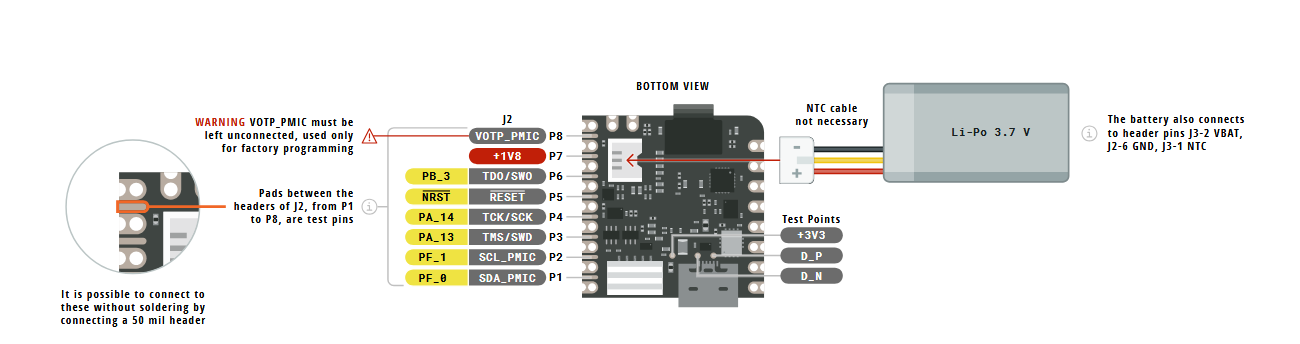 BOTTOM VIEW
WARNING VOTP_PMIC must be
left unconnected, used only
for factory programming
Pads between the
headers of J2, from P1
to P8, are test pins
It is possible to connect to
these without soldering by
connecting a 50 mil header
J2
VOTP_PMIC P8
+1V8 P7
PB_3 TDO/SWO P6
NRST RESET P5
PA_14 TCK/SCK P4
PA_13 TMS/SWD P3
PF_1 SCL_PMIC P2
PF_0 SDA_PMIC P1
NTC cable
not necessary
-
+
Li-Po 3.7 V
i
The battery also connects
to header pins J3-2 VBAT,
J2-6 GND, J3-1 NTC
i
Test Points
+3V3
D_P
D_N